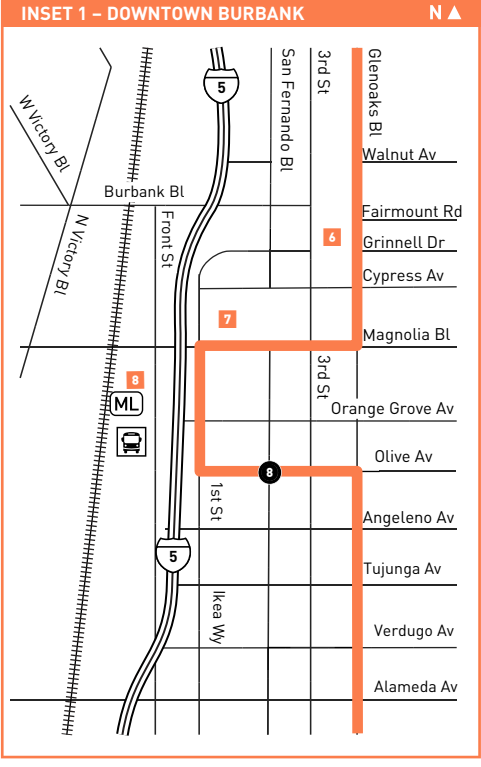 INSET 1 – DOWNTOWN BURBANK
N
5
San Fernando Bl
3rd St
Glenoaks Bl
W Victory Bl
Walnut Av
Burbank Bl
Fairmount Rd
N Victory Bl
Front St
6
Grinnell Dr
Cypress Av
7
Magnolia Bl
8
ML
3rd St
Orange Grove Av
Olive Av
8
1st St
Angeleno Av
5
Tujunga Av
Ikea Wy
Verdugo Av
Alameda Av